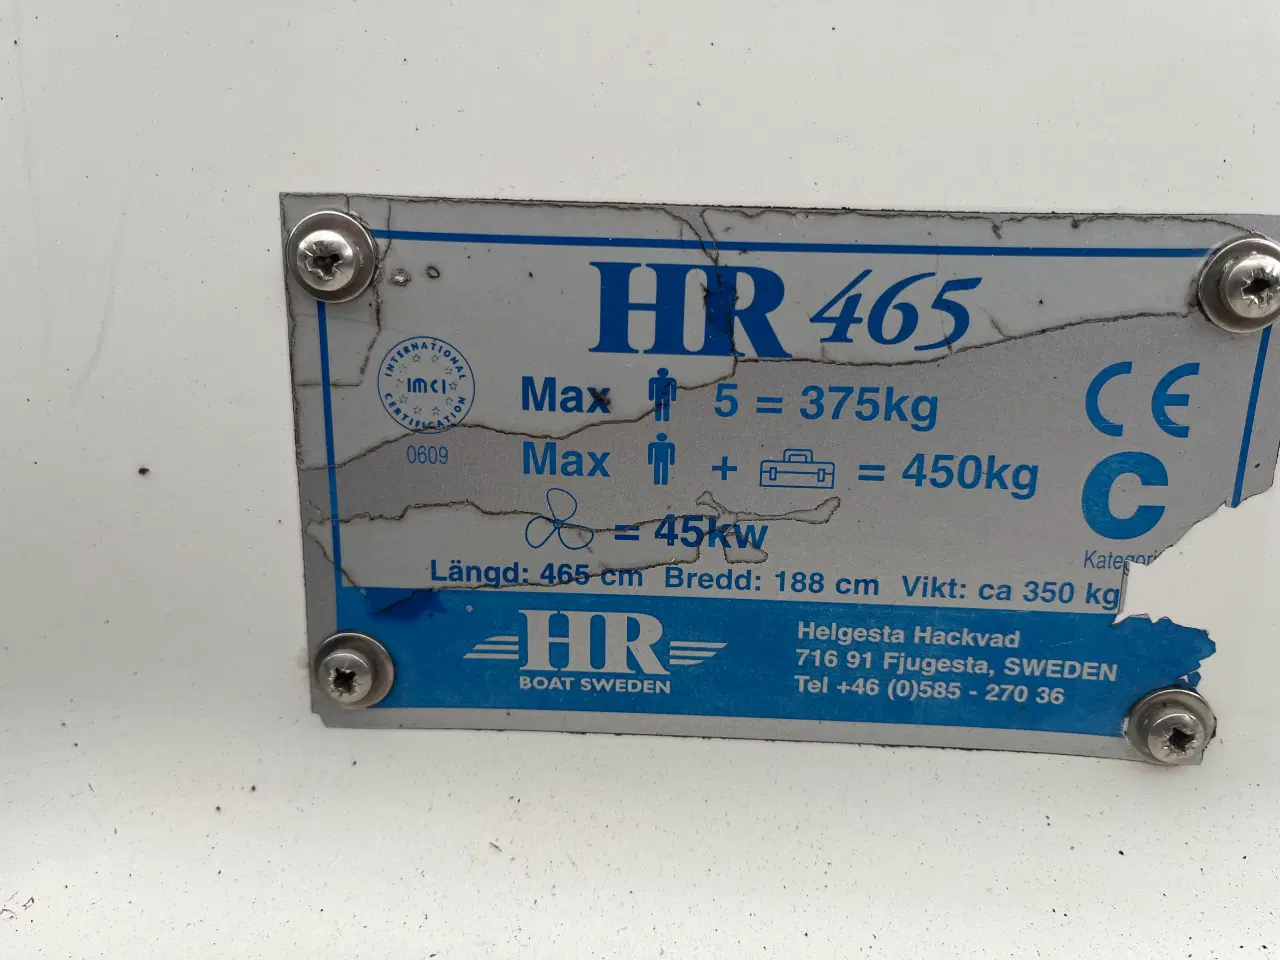 HR 465
INTERNATIONAL
IMCI
CERTIFICATION
0609
Max 5 = 375kg
Max + = 450kg
= 45kw
CE
C
Längd: 465 cm Bredd: 188 cm Vikt: ca 350 kg
HR
BOAT SWEDEN
Helgesta Hackvad
716 91 Fjugesta, SWEDEN
Tel +46 (0)585 - 270 36